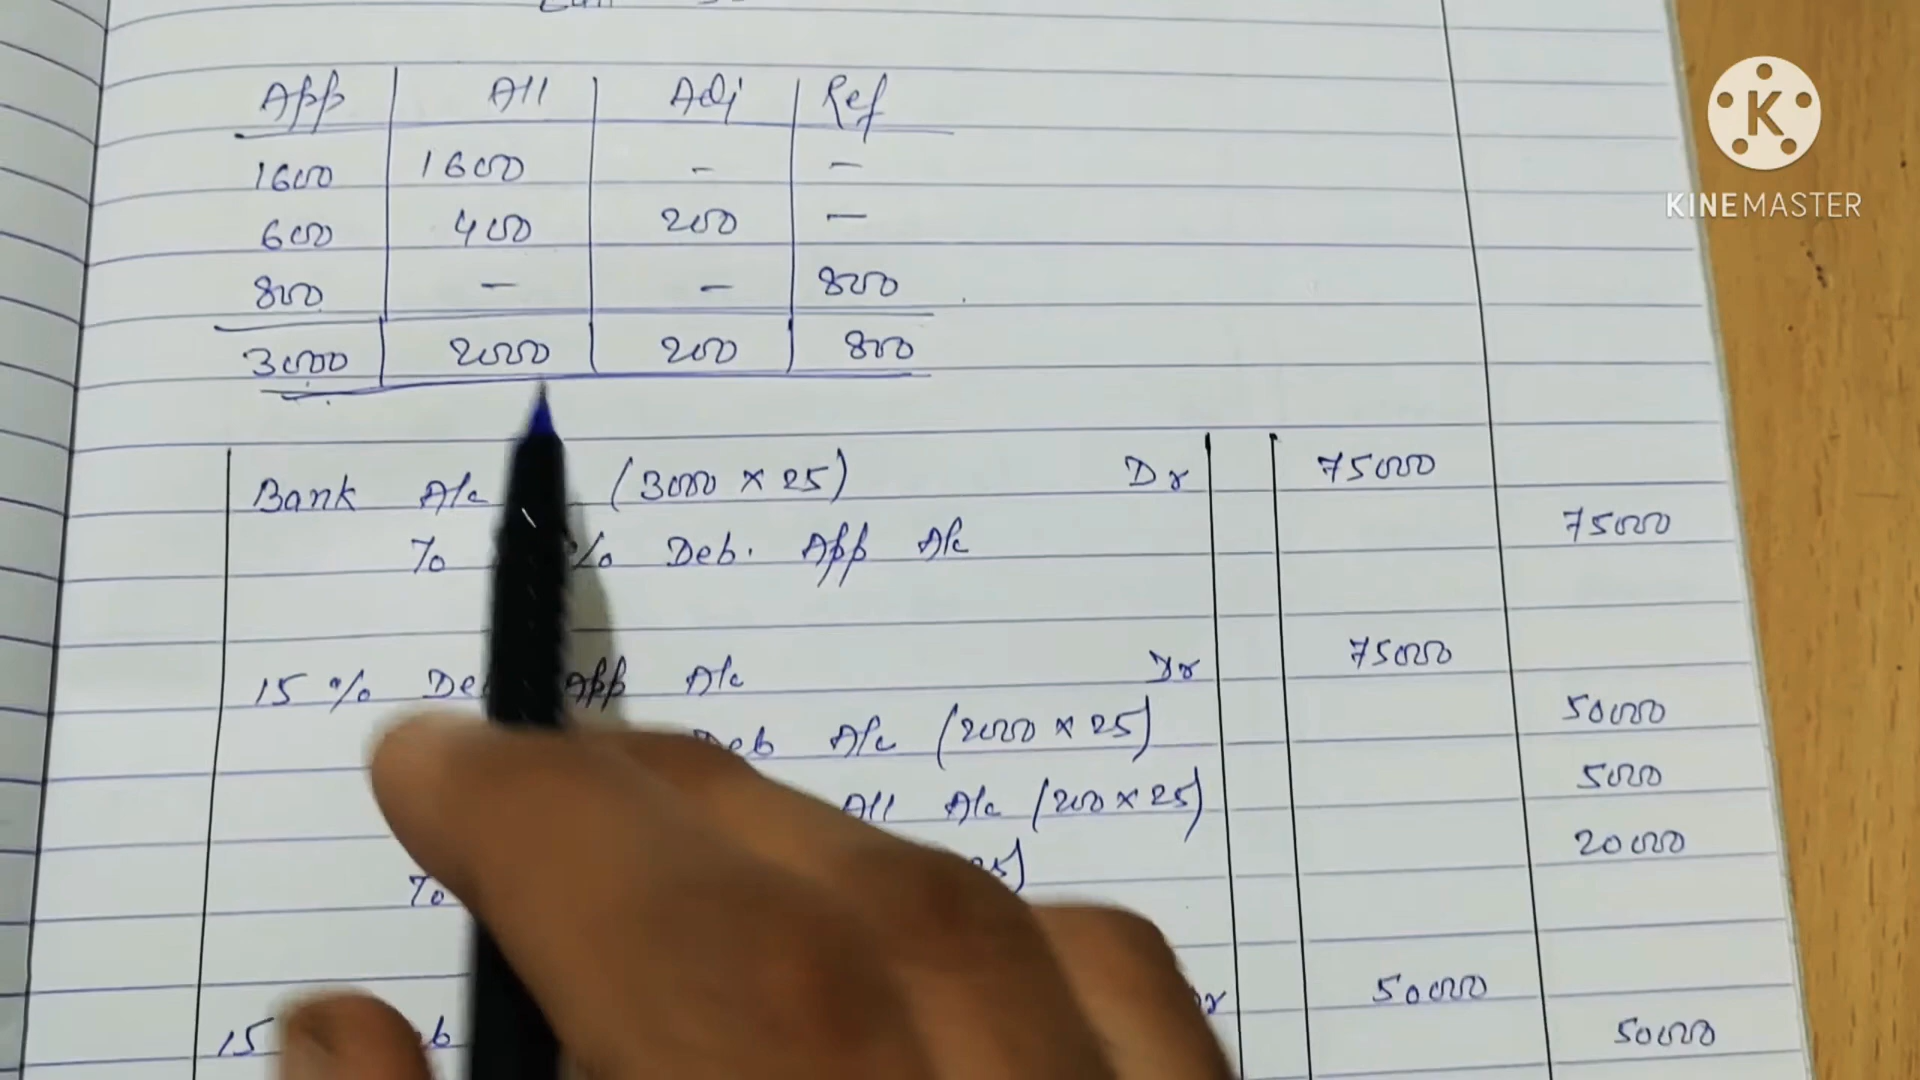 App All Adj Ref
1600 1600 - -
600 400 200 -
800 - - 800
3000 2000 200 800
Bank A/c (3000 × 25) Dr 75000
To % Deb. App A/c 75000
15 % App A/c Dr 75000
Deb A/c (2000 × 25) 50000
All A/c (200 × 25) 5000
To 20000
50000
15 50000
K
KINEMASTER